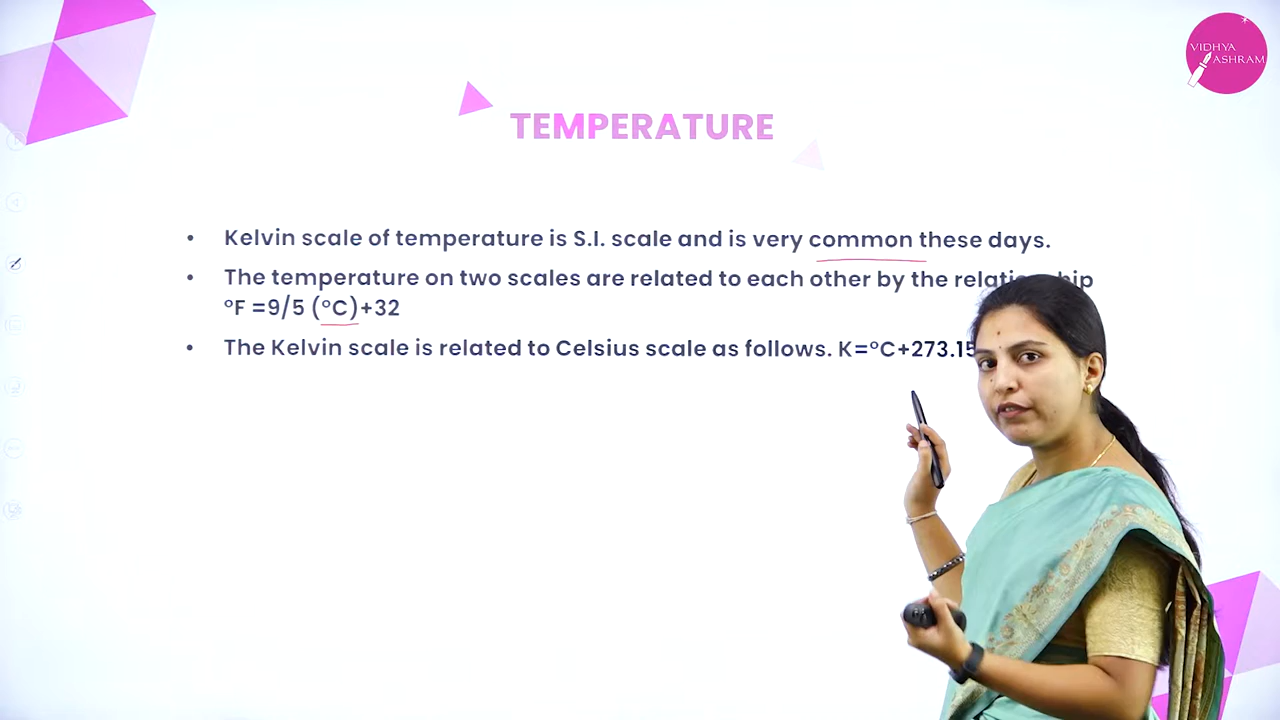 VIDHYA
ASHRAM
TEMPERATURE
• Kelvin scale of temperature is S.I. scale and is very common these days.
• The temperature on two scales are related to each other by the
°F =9/5 (°C)+32
• The Kelvin scale is related to Celsius scale as follows. K=°C+273.15